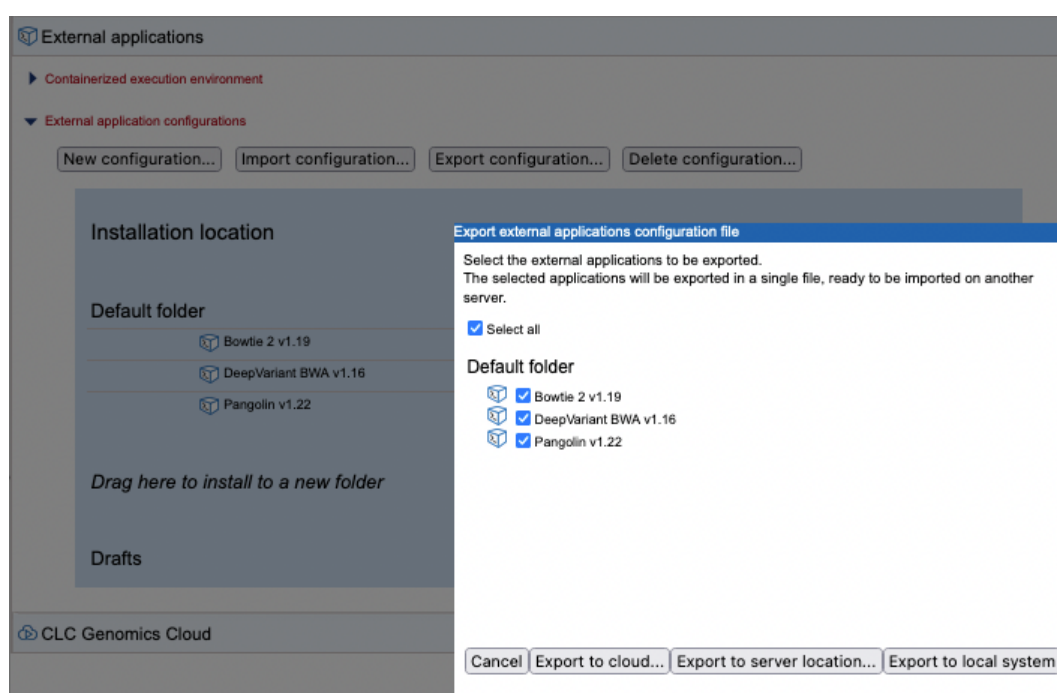 External applications
Containerized execution environment
External application configurations
New configuration... Import configuration... Export configuration... Delete configuration...
Installation location
Default folder
Bowtie 2 v1.19
DeepVariant BWA v1.16
Pangolin v1.22
Drag here to install to a new folder
Drafts
CLC Genomics Cloud
Export external applications configuration file
Select the external applications to be exported.
The selected applications will be exported in a single file, ready to be imported on another
server.
Select all
Default folder
Bowtie 2 v1.19
DeepVariant BWA v1.16
Pangolin v1.22
Cancel Export to cloud... Export to server location... Export to local system